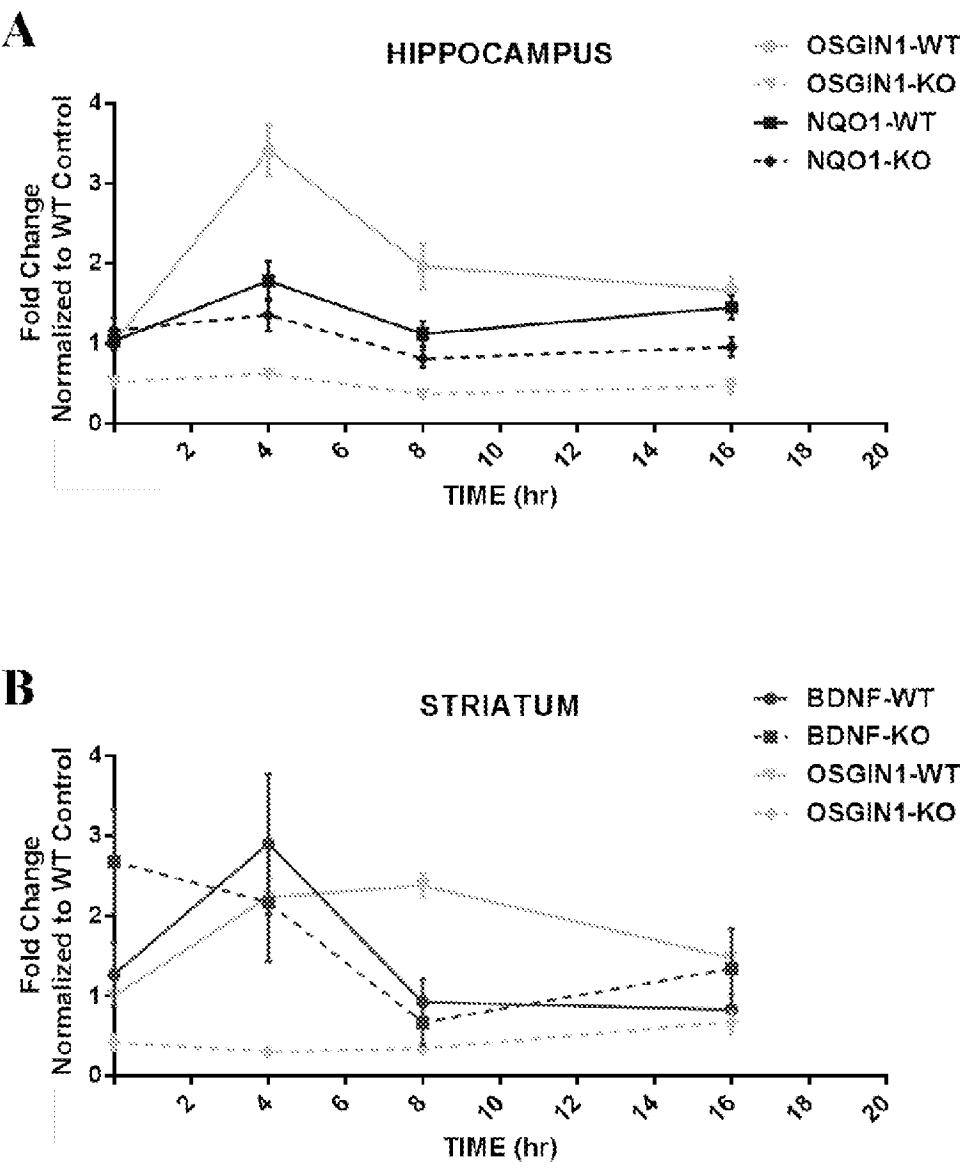 A
HIPPOCAMPUS
OSGIN1-WT
OSGIN1-KO
NQO1-WT
NQO1-KO
Fold Change
Normalized to WT Control
4
3
2
1
0
2 4 6 8 10 12 14 16 18 20
TIME (hr)
B
STRIATUM
BDNF-WT
BDNF-KO
OSGIN1-WT
OSGIN1-KO
Fold Change
Normalized to WT Control
4
3
2
1
0
2 4 6 8 10 12 14 16 18 20
TIME (hr)